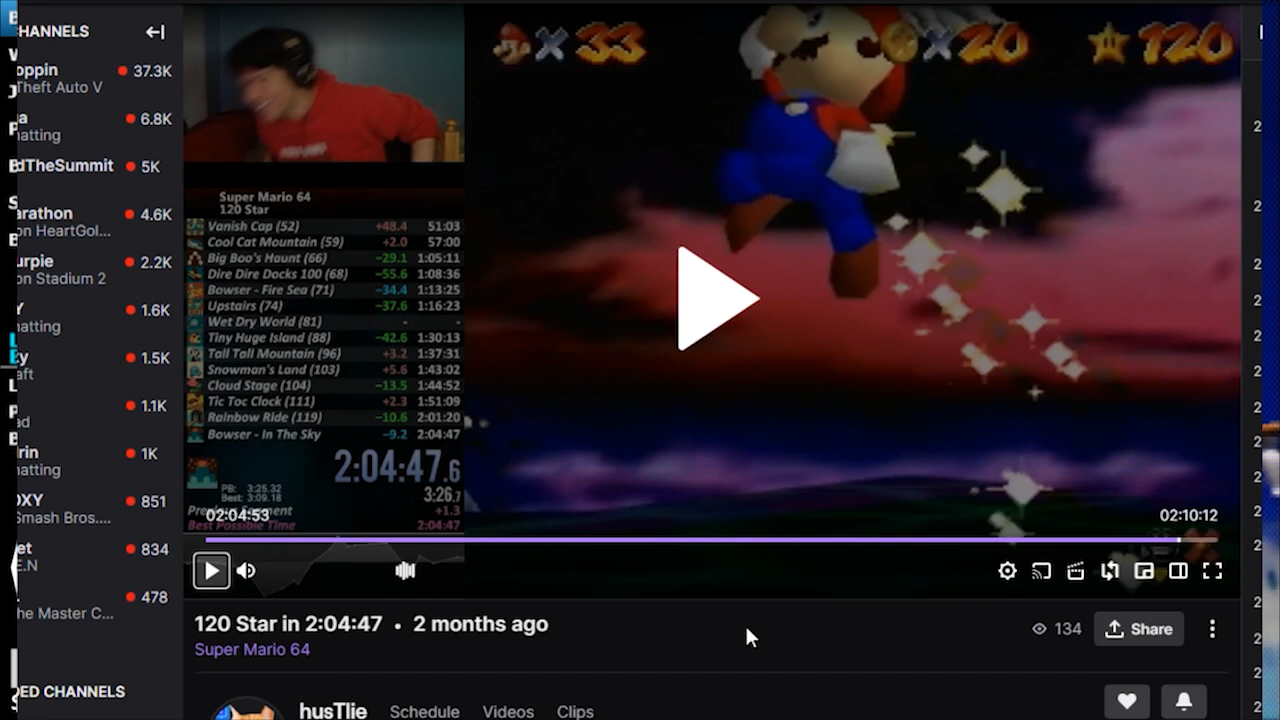 HANNELS
oppin 37.3K
Theft Auto V
a 6.8K
atting
dTheSummit 5K
arathon 4.6K
on HeartGol...
urpie 2.2K
on Stadium 2
Y 1.6K
hatting
ey 1.5K
aft
1.1K
ad
rin 1K
hatting
OXY 851
Smash Bros....
et 834
E.N
478
he Master C...
ED CHANNELS
×33 ×20 120
Super Mario 64
120 Star
Vanish Cap (52) +48.4 51:03
Cool Cat Mountain (59) +2.0 57:00
Big Boo's Haunt (66) −29.1 1:05:11
Dire Dire Docks 100 (68) −55.6 1:08:36
Bowser - Fire Sea (71) −34.4 1:13:25
Upstairs (74) −37.6 1:16:23
Wet Dry World (81) - -
Tiny Huge Island (88) −42.6 1:30:13
Tall Tall Mountain (96) +3.2 1:37:31
Snowman's Land (103) +5.6 1:43:02
Cloud Stage (104) −13.5 1:44:52
Tic Toc Clock (111) +2.3 1:51:09
Rainbow Ride (119) −10.6 2:01:20
Bowser - In The Sky −9.2 2:04:47
2:04:47.6
PB: 3:25.32
Best: 3:09.18
3:26.7
+1.3
Best Possible Time 2:04:47
02:04:53 02:10:12
120 Star in 2:04:47 • 2 months ago
134 Share
Super Mario 64
husTlie Schedule Videos Clips